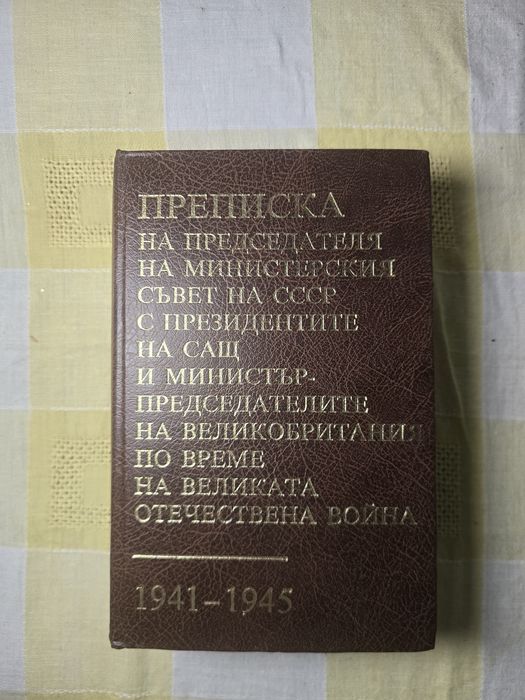 ПРЕПИСКА
НА ПРЕДСЕДАТЕЛЯ
НА МИНИСТЕРСКИЯ
СЪВЕТ НА СССР
С ПРЕЗИДЕНТИТЕ
НА САЩ
И МИНИСТЪР-
ПРЕДСЕДАТЕЛИТЕ
НА ВЕЛИКОБРИТАНИЯ
ПО ВРЕМЕ
НА ВЕЛИКАТА
ОТЕЧЕСТВЕНА ВОЙНА
1941–1945